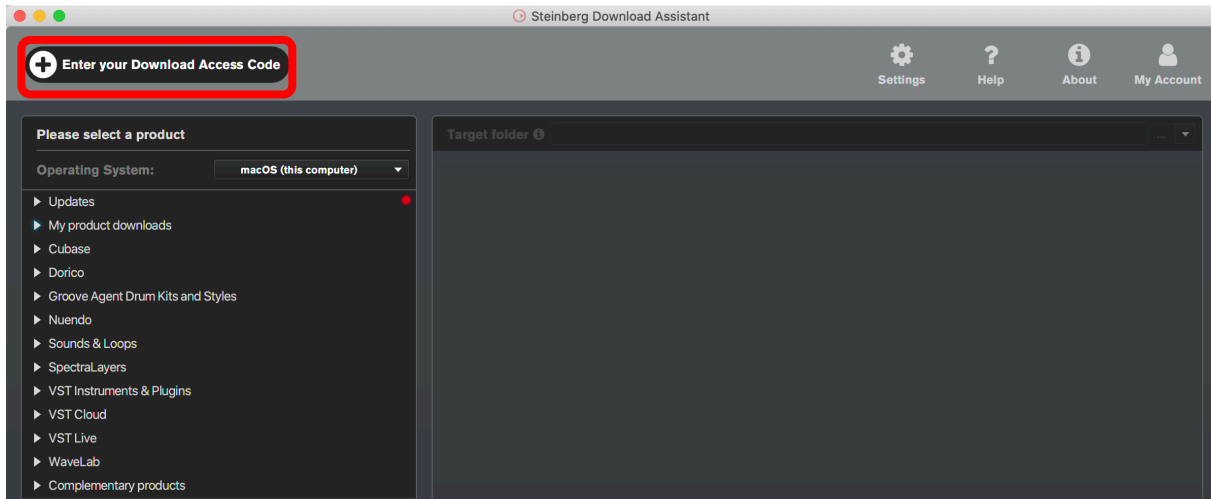 Steinberg Download Assistant
Enter your Download Access Code
Settings
Help
About
My Account
Please select a product
Target folder
...
Operating System:
macOS (this computer)
Updates
My product downloads
Cubase
Dorico
Groove Agent Drum Kits and Styles
Nuendo
Sounds & Loops
SpectraLayers
VST Instruments & Plugins
VST Cloud
VST Live
WaveLab
Complementary products